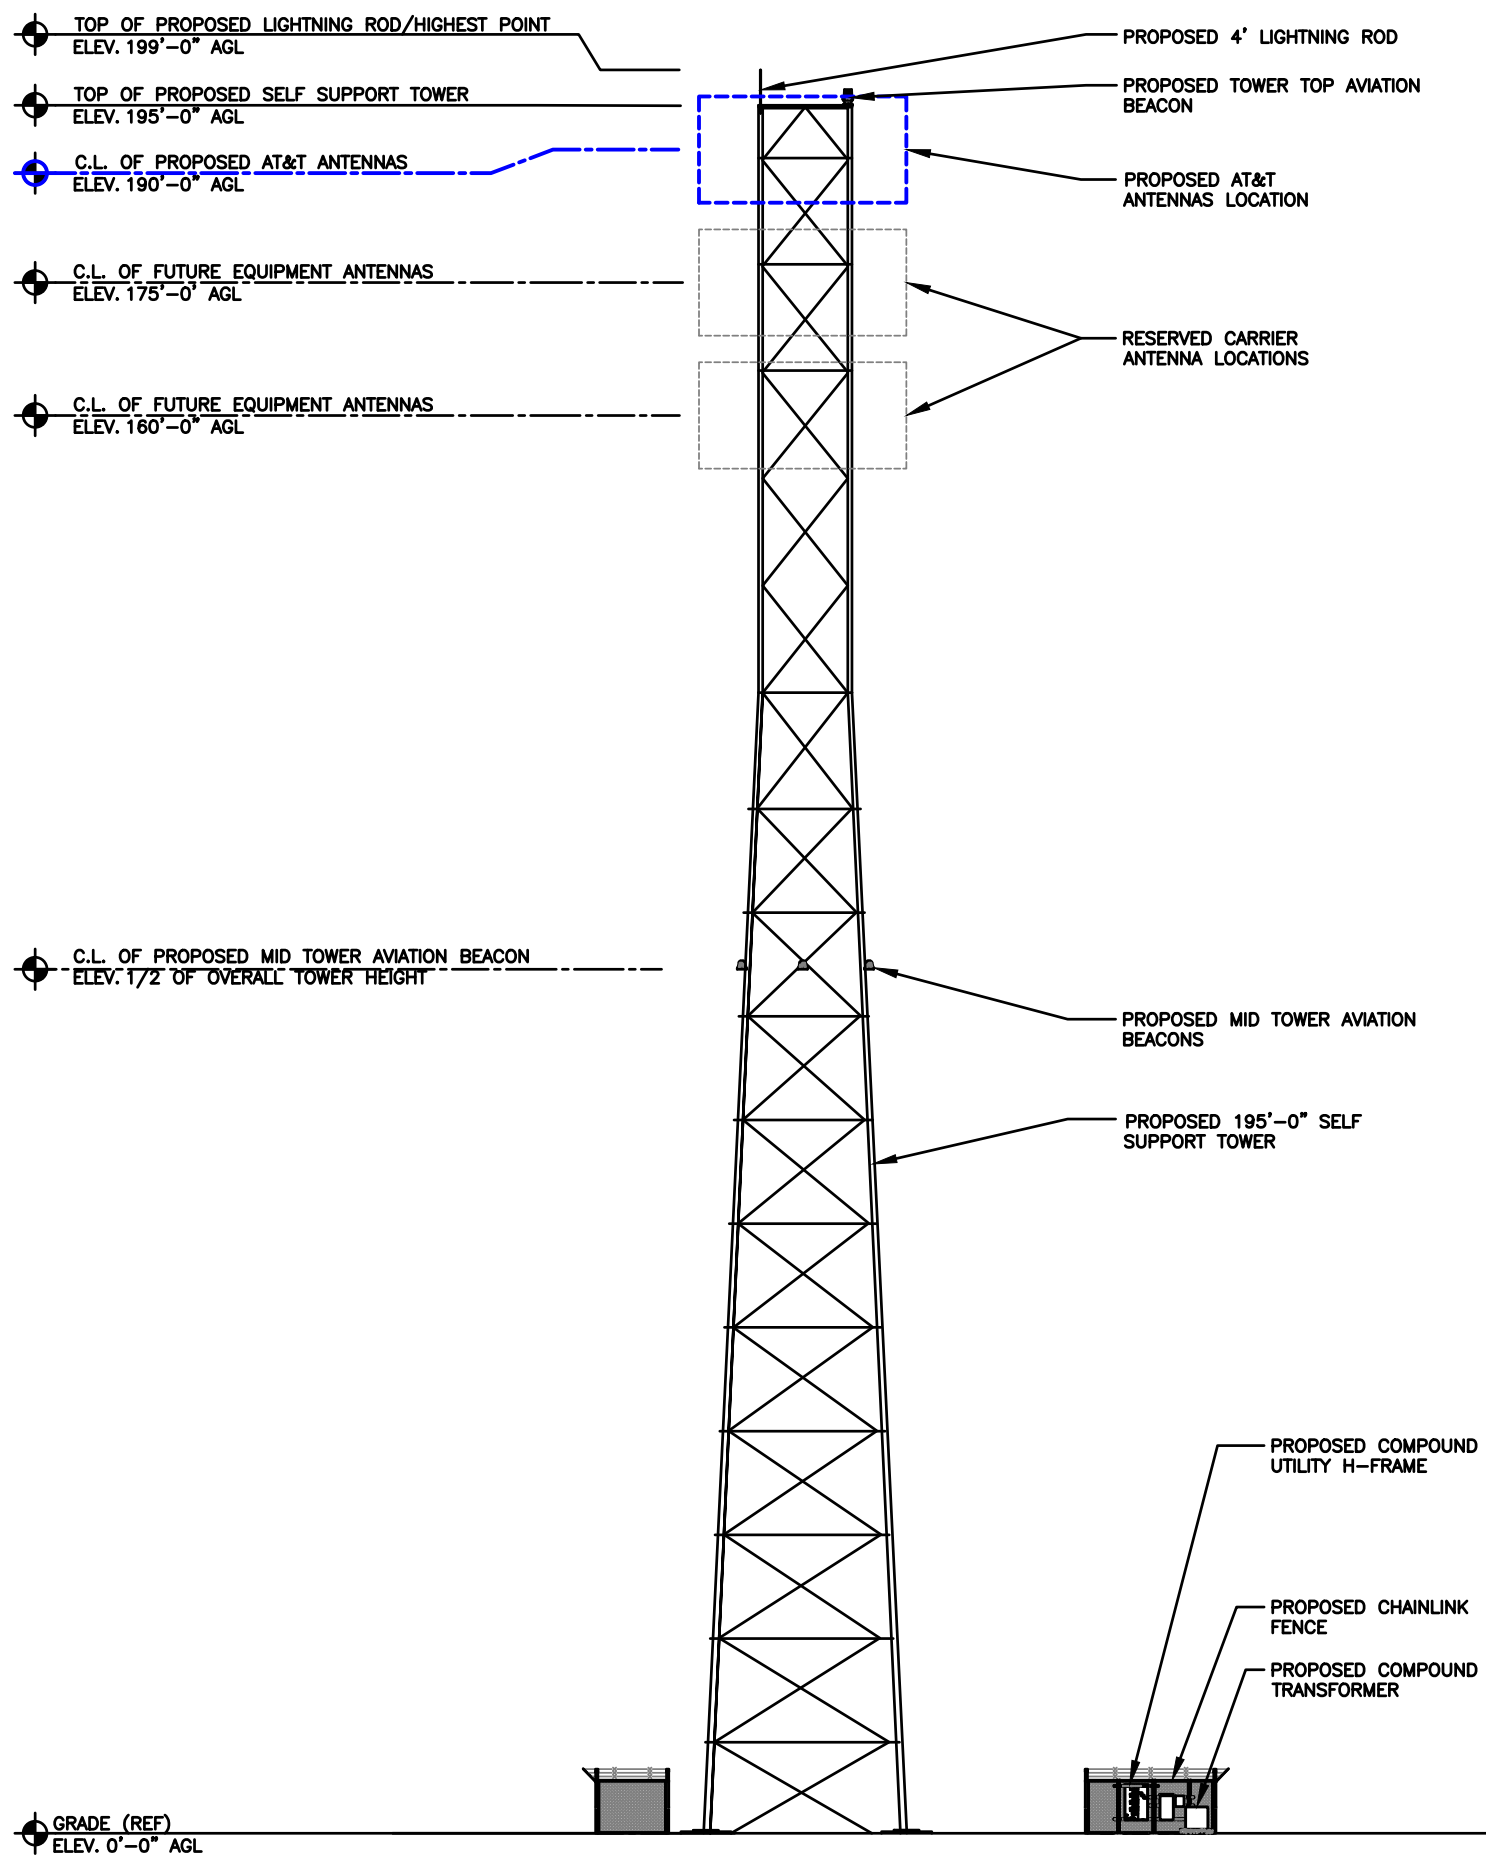 TOP OF PROPOSED LIGHTNING ROD/HIGHEST POINT
ELEV. 199'-0" AGL
TOP OF PROPOSED SELF SUPPORT TOWER
ELEV. 195'-0" AGL
C.L. OF PROPOSED AT&T ANTENNAS
ELEV. 190'-0" AGL
C.L. OF FUTURE EQUIPMENT ANTENNAS
ELEV. 175'-0' AGL
C.L. OF FUTURE EQUIPMENT ANTENNAS
ELEV. 160'-0" AGL
C.L. OF PROPOSED MID TOWER AVIATION BEACON
ELEV. 1/2 OF OVERALL TOWER HEIGHT
GRADE (REF)
ELEV. 0'-0" AGL
PROPOSED 4' LIGHTNING ROD
PROPOSED TOWER TOP AVIATION
BEACON
PROPOSED AT&T
ANTENNAS LOCATION
RESERVED CARRIER
ANTENNA LOCATIONS
PROPOSED MID TOWER AVIATION
BEACONS
PROPOSED 195'-0" SELF
SUPPORT TOWER
PROPOSED COMPOUND
UTILITY H-FRAME
PROPOSED CHAINLINK
FENCE
PROPOSED COMPOUND
TRANSFORMER